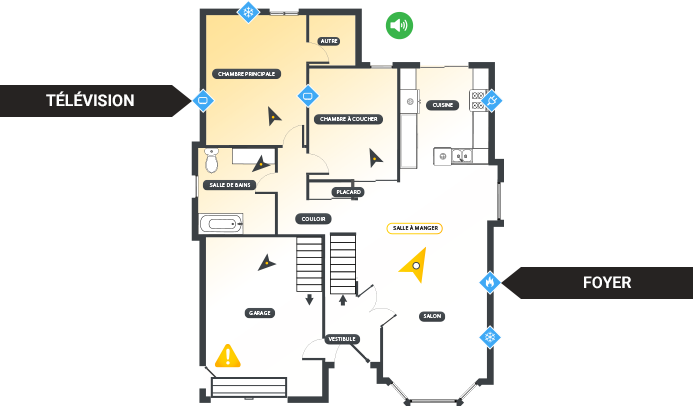 AUTRE
CHAMBRE PRINCIPALE
TÉLÉVISION
CUISINE
CHAMBRE À COUCHER
SALLE DE BAINS
PLACARD
COULOIR
SALLE À MANGER
FOYER
GARAGE
SALON
VESTIBULE